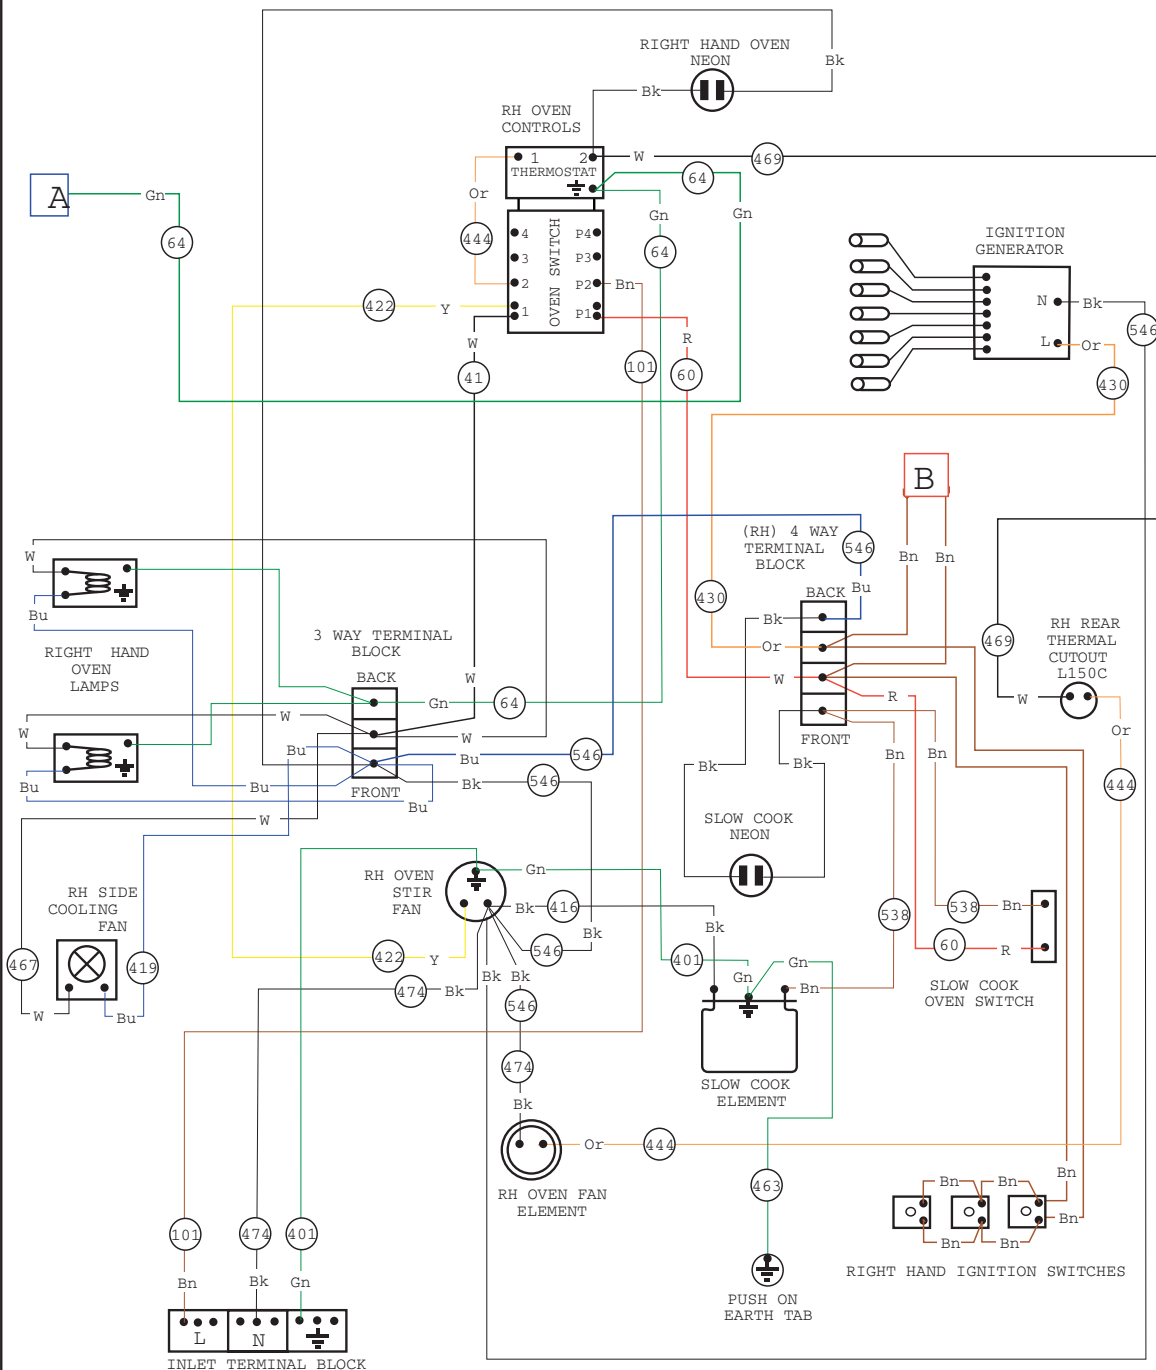 RIGHT HAND OVEN
NEON
Bk
Bk
RH OVEN
CONTROLS
1
2
W
469
THERMOSTAT
64
A
Gn
Or
Gn
Gn
64
444
64
4
P4
3
P3
2
P2
Bn
1
P1
OVEN SWITCH
422
Y
W
R
41
101
60
IGNITION
GENERATOR
N
Bk
546
L
Or
430
B
(RH) 4 WAY
TERMINAL
BLOCK
546
Bn
Bn
W
Bu
430
BACK
Bk
Bu
RIGHT HAND
OVEN
LAMPS
3 WAY TERMINAL
BLOCK
BACK
Or
469
RH REAR
THERMAL
CUTOUT
L150C
W
W
R
W
Gn
64
W
W
W
FRONT
Or
Bu
Bu
546
Bk
Bk
Bn
Bn
Bu
Bu
Bk
546
FRONT
Bu
444
W
SLOW COOK
NEON
RH OVEN
STIR
FAN
Gn
RH SIDE
COOLING
FAN
Bk
416
Bk
Bk
538
538
Bn
546
60
R
467
419
422
Y
401
Gn
Gn
Bk
Bk
474
Bk
Bn
SLOW COOK
OVEN SWITCH
546
W
Bu
474
SLOW COOK
ELEMENT
Bk
Or
444
RH OVEN FAN
ELEMENT
463
Bn
Bn
Bn
Bn
Bn
Bn
101
474
401
Bn
Bk
Gn
RIGHT HAND IGNITION SWITCHES
PUSH ON
EARTH TAB
L
N
INLET TERMINAL BLOCK